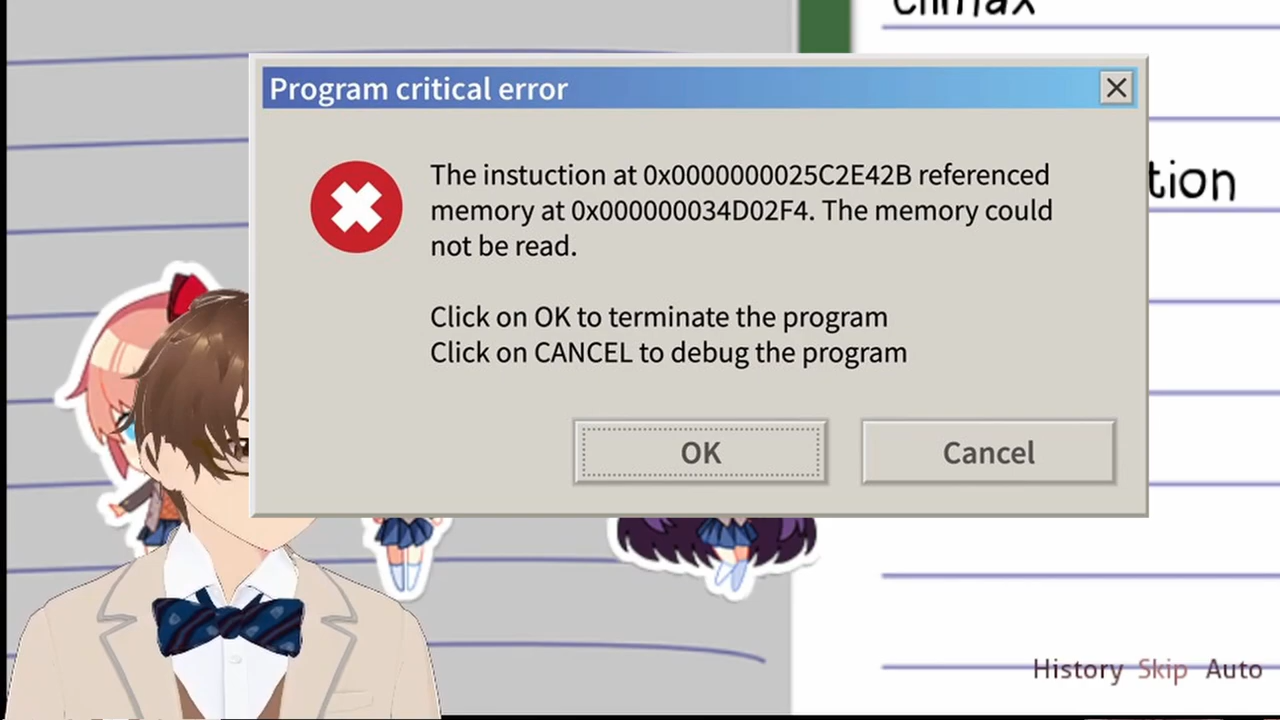 climax
Program critical error
The instuction at 0x0000000025C2E42B referenced
memory at 0x000000034D02F4. The memory could
not be read.
tion
Click on OK to terminate the program
Click on CANCEL to debug the program
OK
Cancel
History Skip Auto